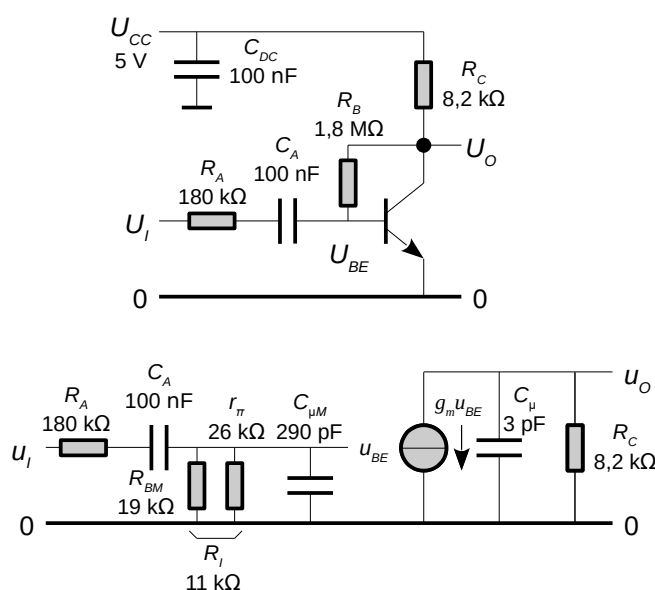 U_CC
5 V
C_DC
100 nF
R_C
8,2 kΩ
R_B
1,8 MΩ
U_O
C_A
100 nF
R_A
180 kΩ
U_I
U_BE
0
0
C_A
100 nF
R_A
180 kΩ
r_π
26 kΩ
C_μM
290 pF
g_m u_BE
C_μ
3 pF
u_O
R_C
8,2 kΩ
u_I
u_BE
R_BM
19 kΩ
0
0
R_I
11 kΩ